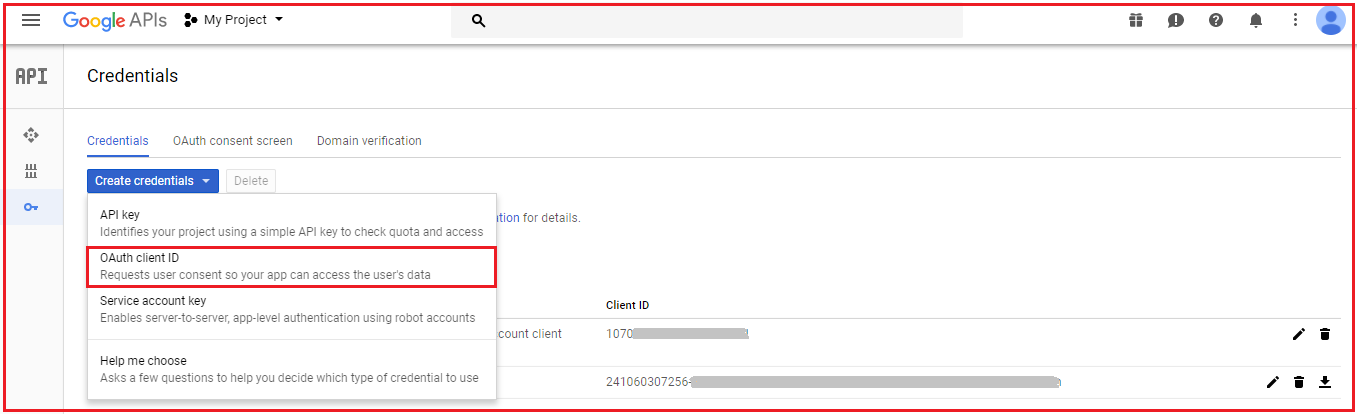 Google APIs My Project
API Credentials
Credentials OAuth consent screen Domain verification
Create credentials Delete
API key
Identifies your project using a simple API key to check quota and access
ation for details.
OAuth client ID
Requests user consent so your app can access the user's data
Service account key
Enables server-to-server, app-level authentication using robot accounts
Client ID
count client 1070
Help me choose
Asks a few questions to help you decide which type of credential to use
241060307256